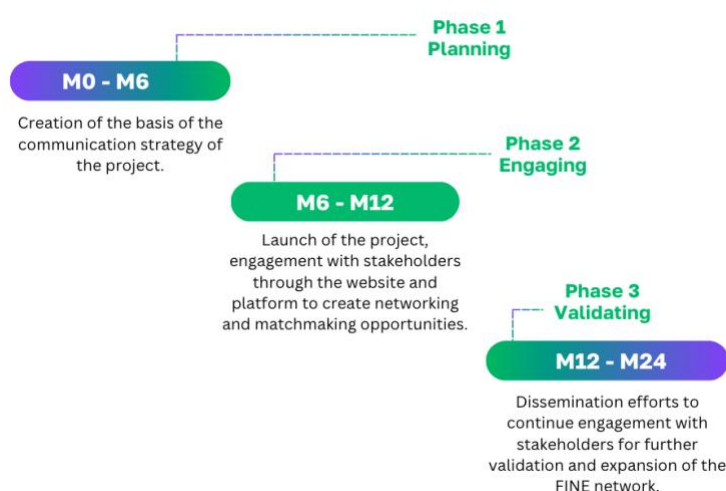 Phase 1
Planning
M0 - M6
Creation of the basis of the
communication strategy of
the project.
Phase 2
Engaging
M6 - M12
Launch of the project,
engagement with stakeholders
through the website and
platform to create networking
and matchmaking opportunities.
Phase 3
Validating
M12 - M24
Dissemination efforts to
continue engagement with
stakeholders for further
validation and expansion of the
FINE network.